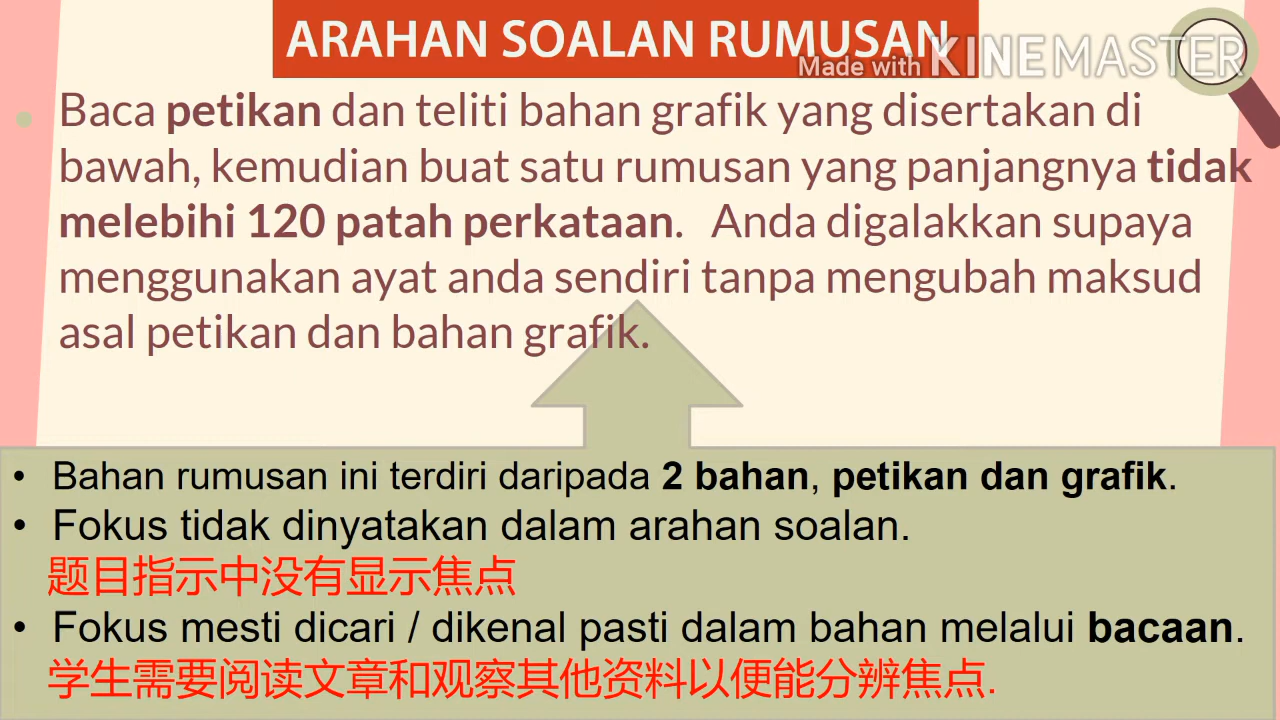 ARAHAN SOALAN RUMUSAN
Made with KINEMASTER
• Baca petikan dan teliti bahan grafik yang disertakan di
bawah, kemudian buat satu rumusan yang panjangnya tidak
melebihi 120 patah perkataan. Anda digalakkan supaya
menggunakan ayat anda sendiri tanpa mengubah maksud
asal petikan dan bahan grafik.
• Bahan rumusan ini terdiri daripada 2 bahan, petikan dan grafik.
• Fokus tidak dinyatakan dalam arahan soalan.
题目指示中没有显示焦点
• Fokus mesti dicari / dikenal pasti dalam bahan melalui bacaan.
学生需要阅读文章和观察其他资料以便能分辨焦点.